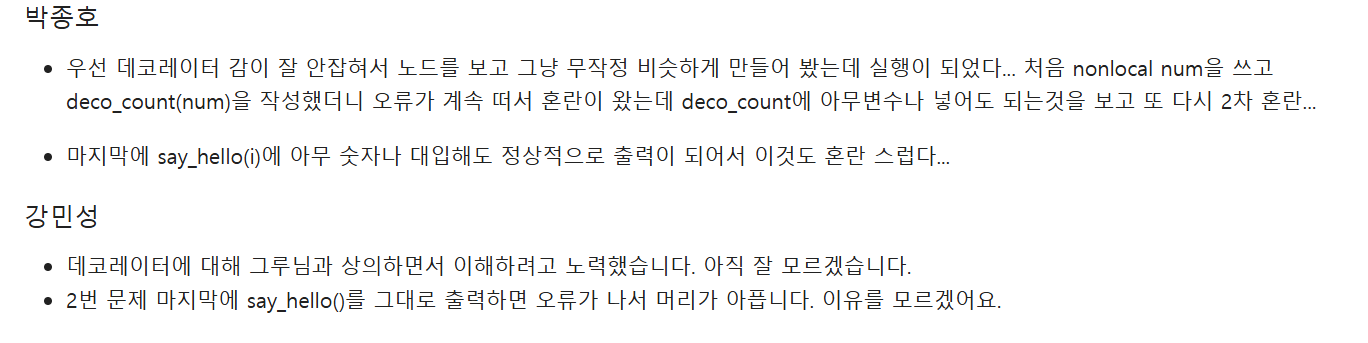 박종호
우선 데코레이터 감이 잘 안잡혀서 노드를 보고 그냥 무작정 비슷하게 만들어 봤는데 실행이 되었다... 처음 nonlocal num을 쓰고
deco_count(num)을 작성했더니 오류가 계속 떠서 혼란이 왔는데 deco_count에 아무변수나 넣어도 되는것을 보고 또 다시 2차 혼란...
마지막에 say_hello(i)에 아무 숫자나 대입해도 정상적으로 출력이 되어서 이것도 혼란 스럽다...
강민성
데코레이터에 대해 그루님과 상의하면서 이해하려고 노력했습니다. 아직 잘 모르겠습니다.
2번 문제 마지막에 say_hello()를 그대로 출력하면 오류가 나서 머리가 아픕니다. 이유를 모르겠어요.